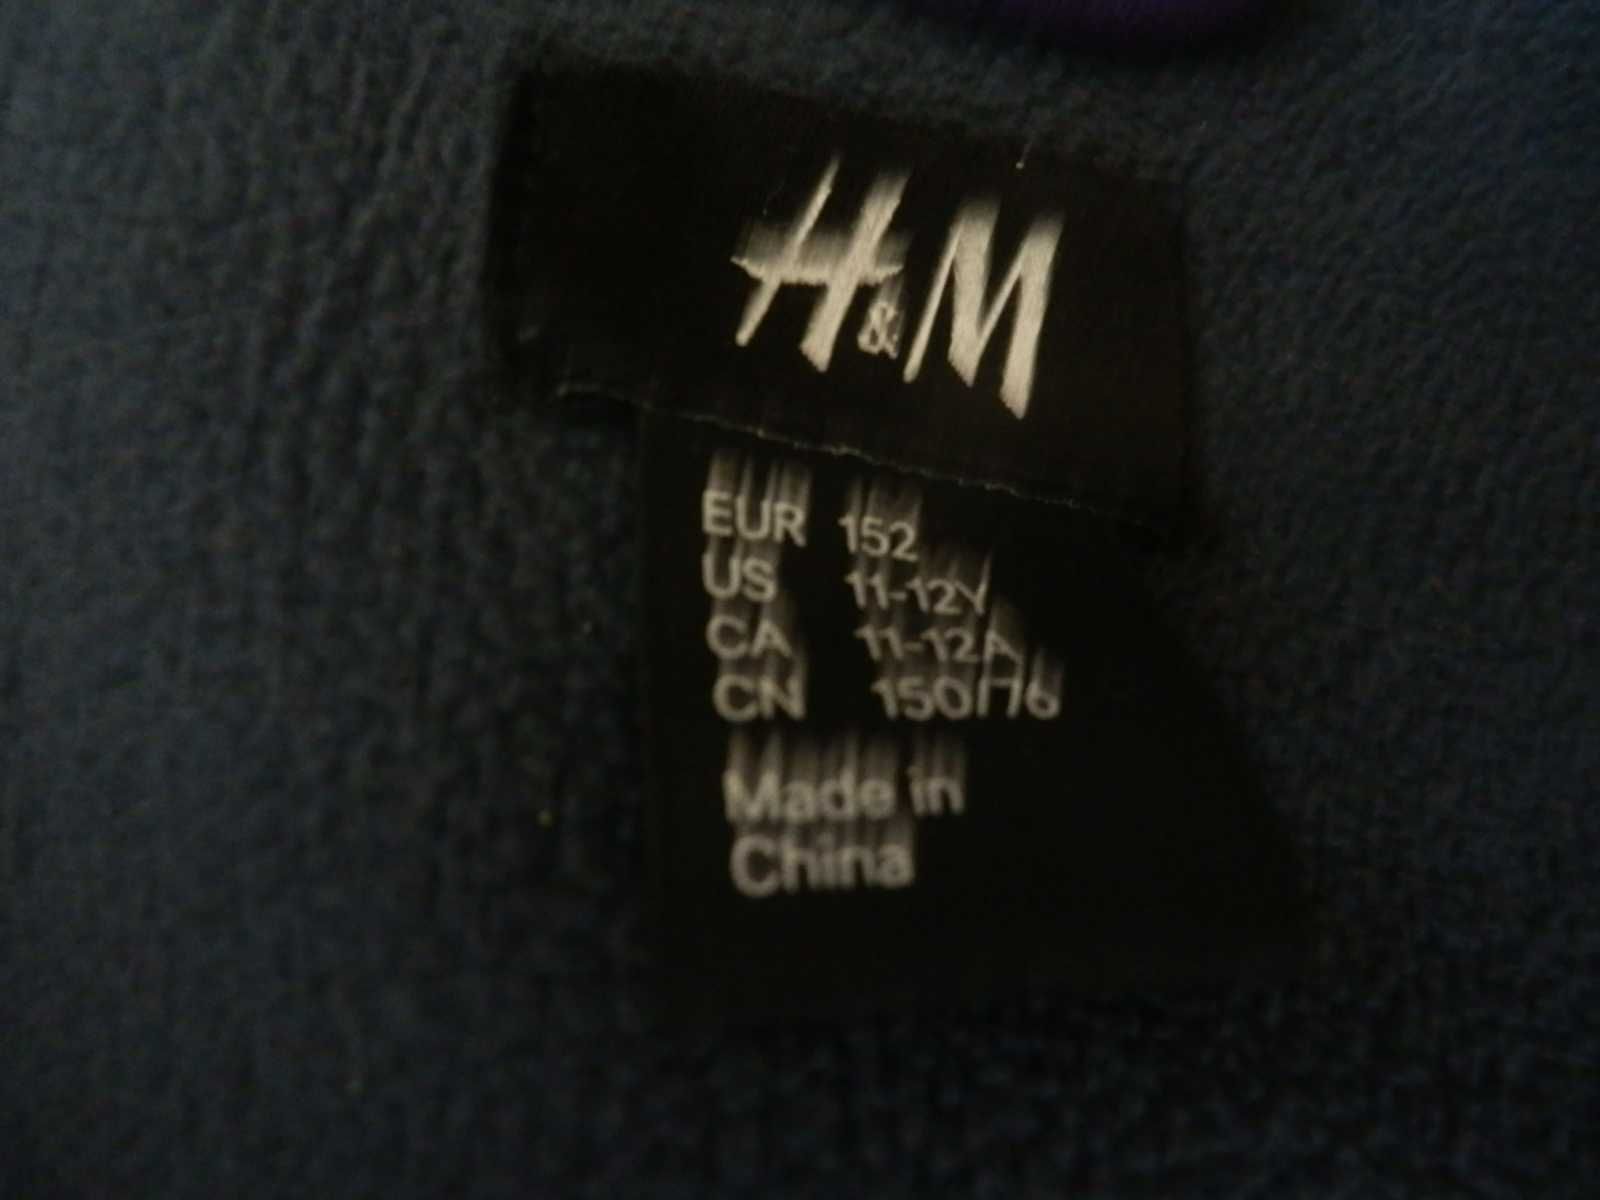 H&M
EUR 152
US 11-12Y
CA 11-12A
CN 150/76
Made in
China